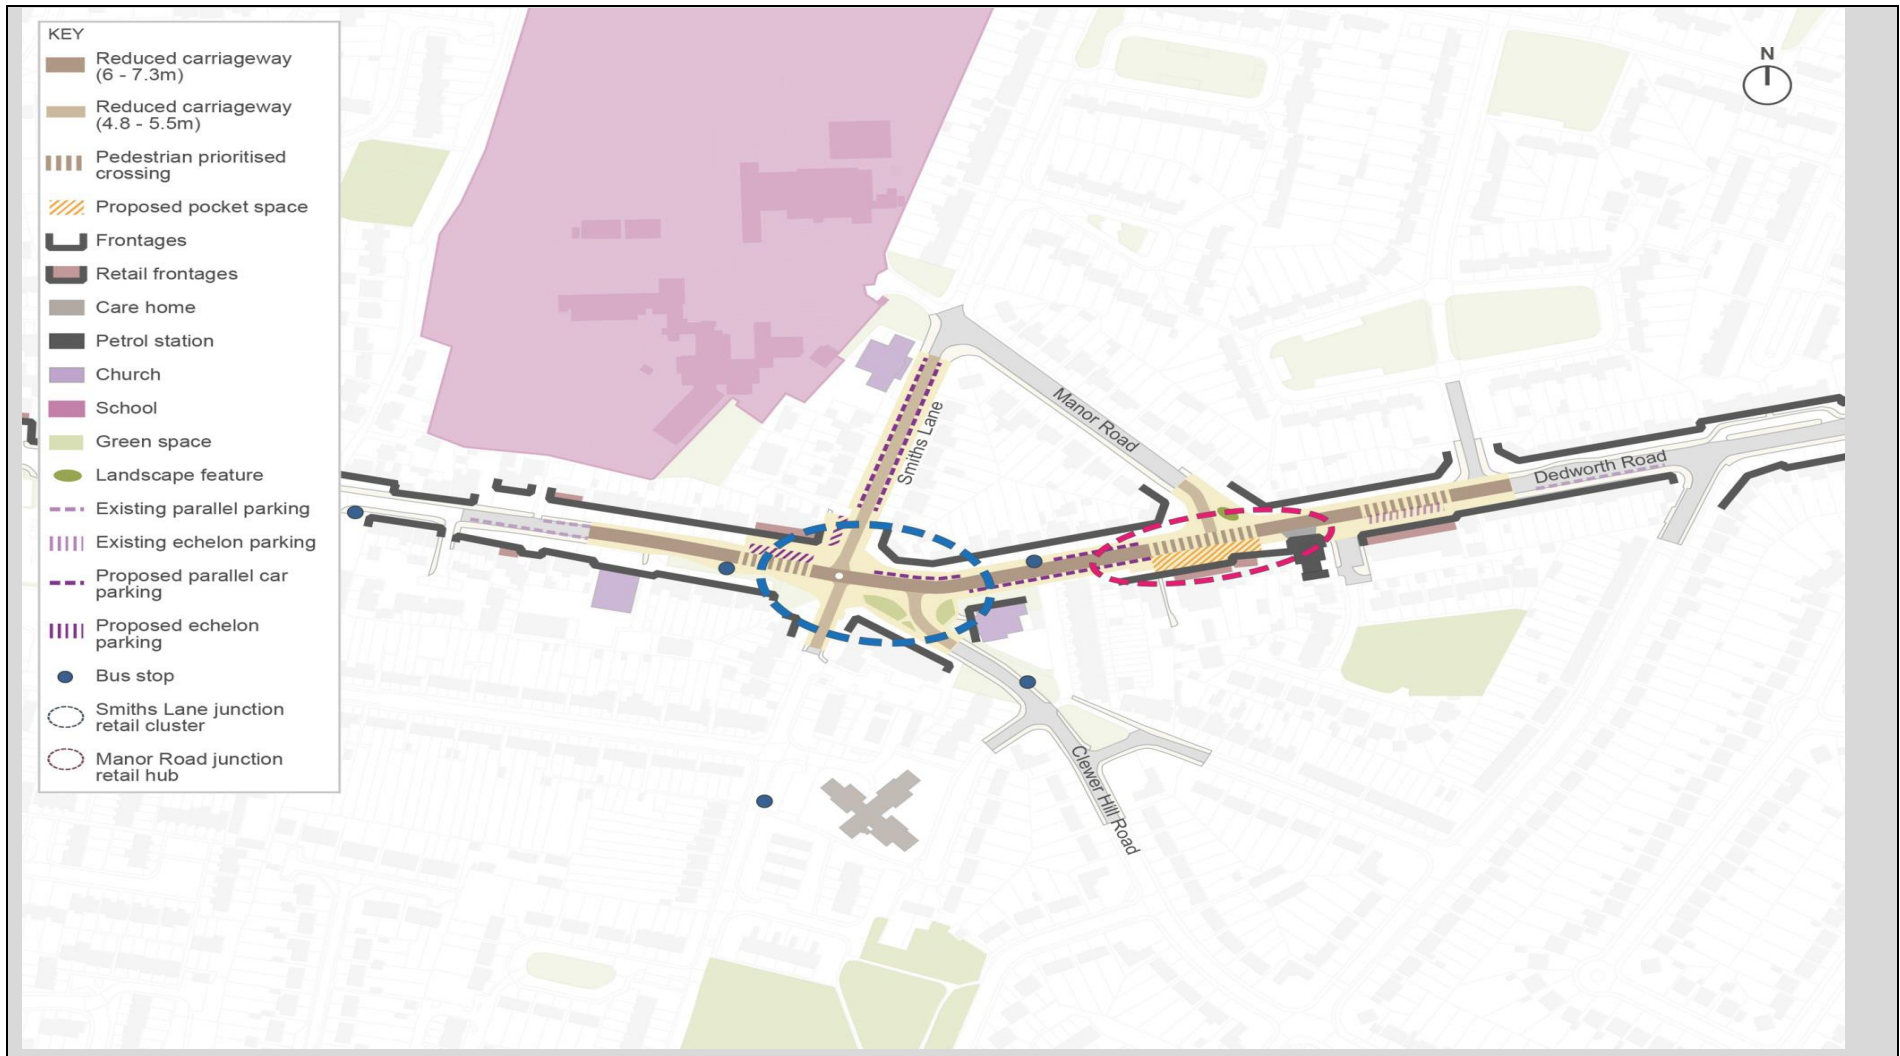 KEY
Reduced carriageway
(6 - 7.3m)
Reduced carriageway
(4.8 - 5.5m)
Pedestrian prioritised
crossing
Proposed pocket space
Frontages
Retail frontages
Care home
Petrol station
Church
School
Green space
Landscape feature
Existing parallel parking
Existing echelon parking
Proposed parallel car
parking
Proposed echelon
parking
Bus stop
Smiths Lane junction
retail cluster
Manor Road junction
retail hub
N
Manor Road
Smiths Lane
Dedworth Road
Clewer Hill Road